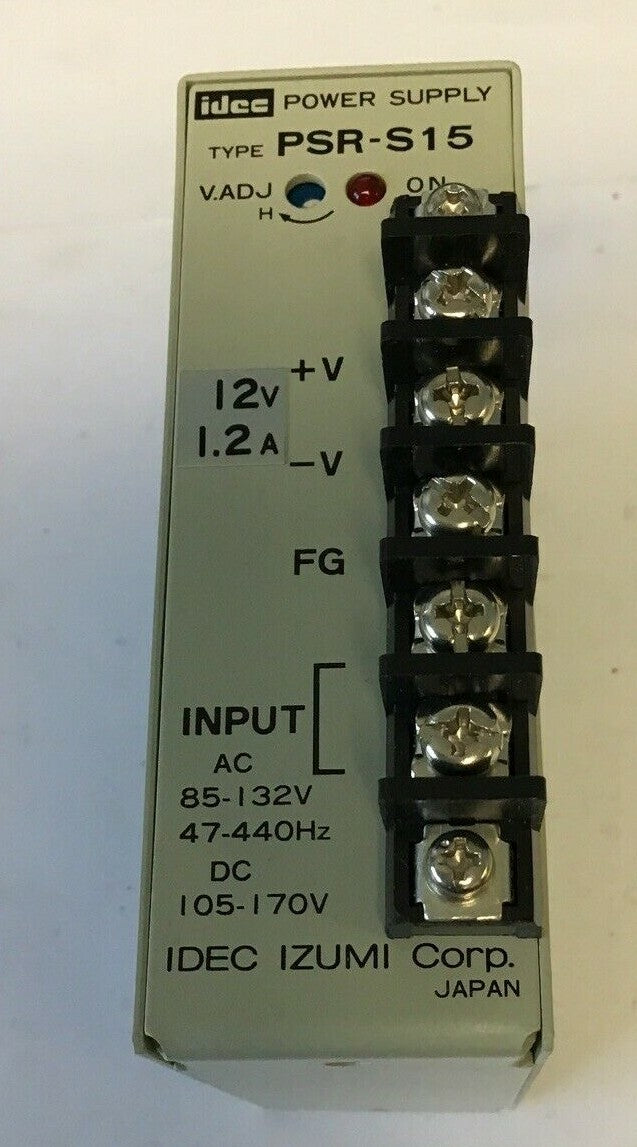 idec POWER SUPPLY
TYPE PSR-S15
V.ADJ ON
H
+V
12V
1.2A
-V
FG
INPUT
AC
85-132V
47-440Hz
DC
105-170V
IDEC IZUMI Corp.
JAPAN